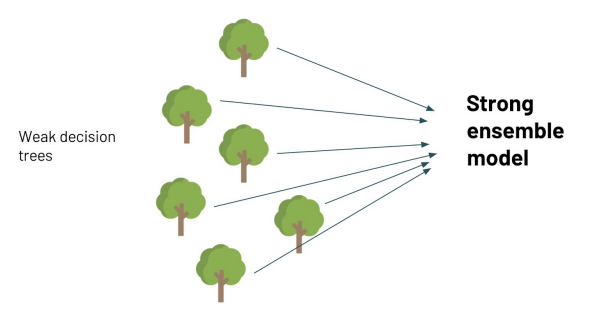 Weak decision
trees
Strong
ensemble
model